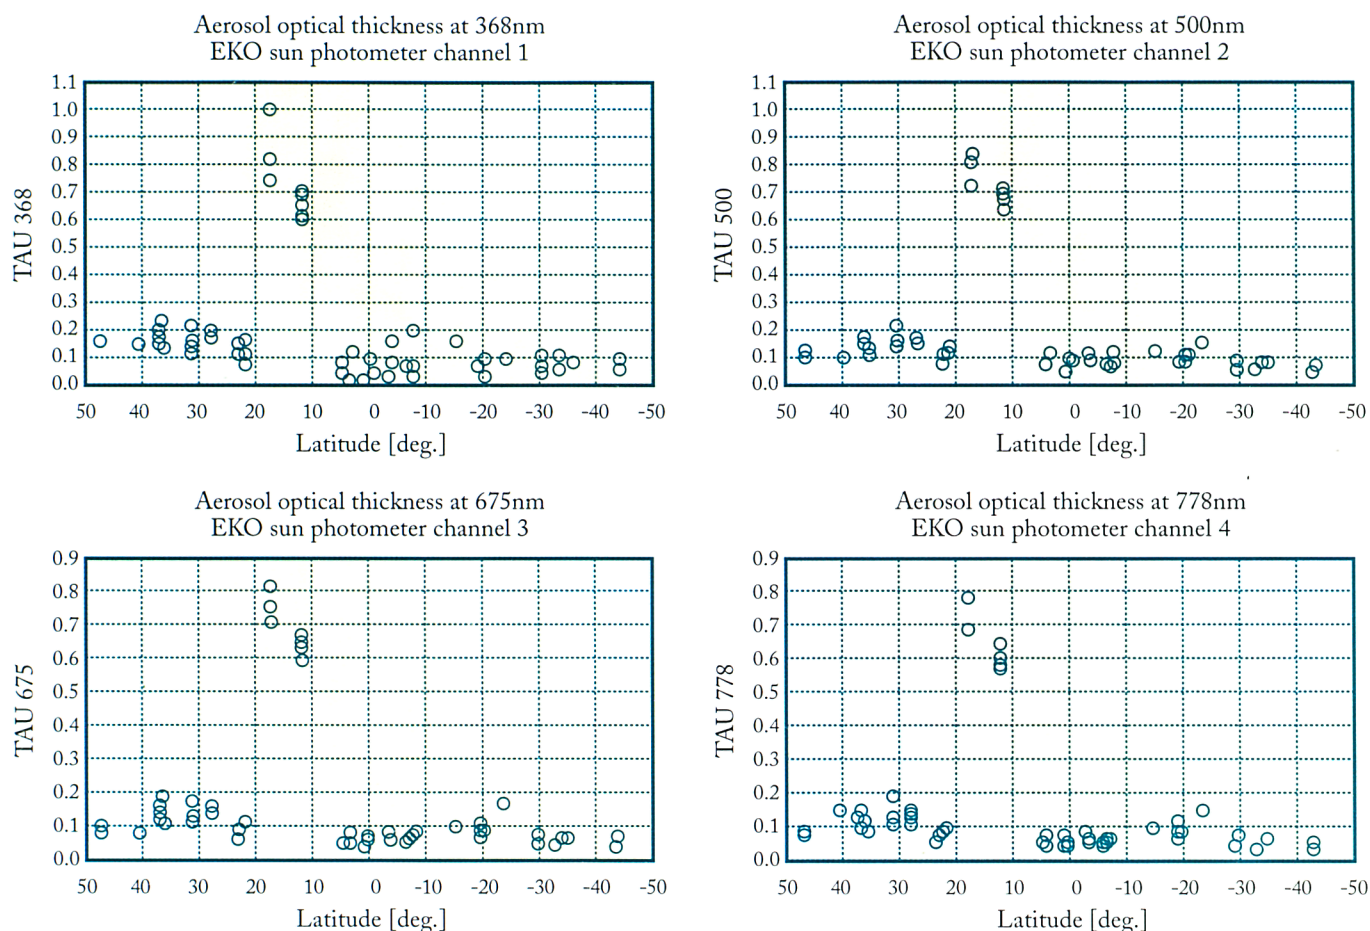 Aerosol optical thickness at 368nm
EKO sun photometer channel 1
1.1
1.0
0.9
0.8
0.7
0.6
0.5
0.4
0.3
0.2
0.1
0.0
TAU 368
50 40 30 20 10 0 -10 -20 -30 -40 -50
Latitude [deg.]
Aerosol optical thickness at 500nm
EKO sun photometer channel 2
1.1
1.0
0.9
0.8
0.7
0.6
0.5
0.4
0.3
0.2
0.1
0.0
TAU 500
50 40 30 20 10 0 -10 -20 -30 -40 -50
Latitude [deg.]
Aerosol optical thickness at 675nm
EKO sun photometer channel 3
0.9
0.8
0.7
0.6
0.5
0.4
0.3
0.2
0.1
0.0
TAU 675
50 40 30 20 10 0 -10 -20 -30 -40 -50
Latitude [deg.]
Aerosol optical thickness at 778nm
EKO sun photometer channel 4
0.9
0.8
0.7
0.6
0.5
0.4
0.3
0.2
0.1
0.0
TAU 778
50 40 30 20 10 0 -10 -20 -30 -40 -50
Latitude [deg.]